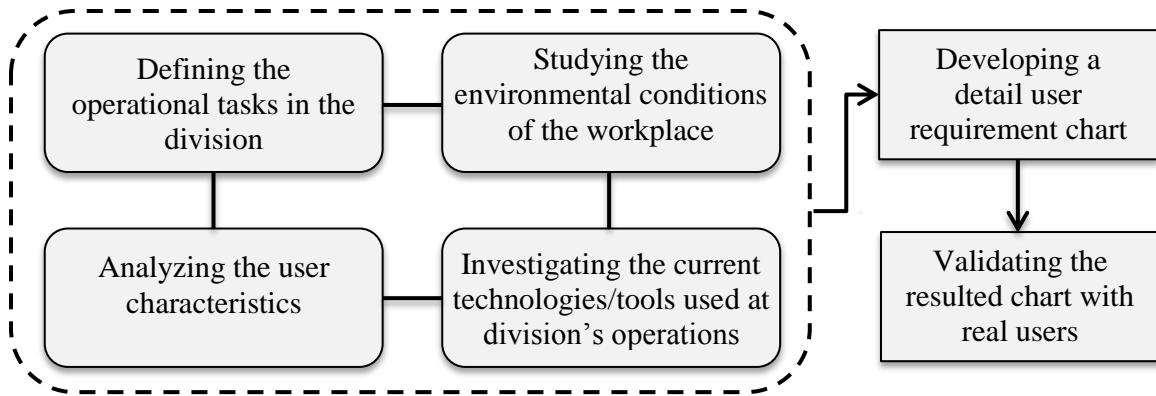 Defining the
operational tasks in the
division
Studying the
environmental conditions
of the workplace
Analyzing the user
characteristics
Investigating the current
technologies/tools used at
division's operations
Developing a
detail user
requirement chart
Validating the
resulted chart with
real users